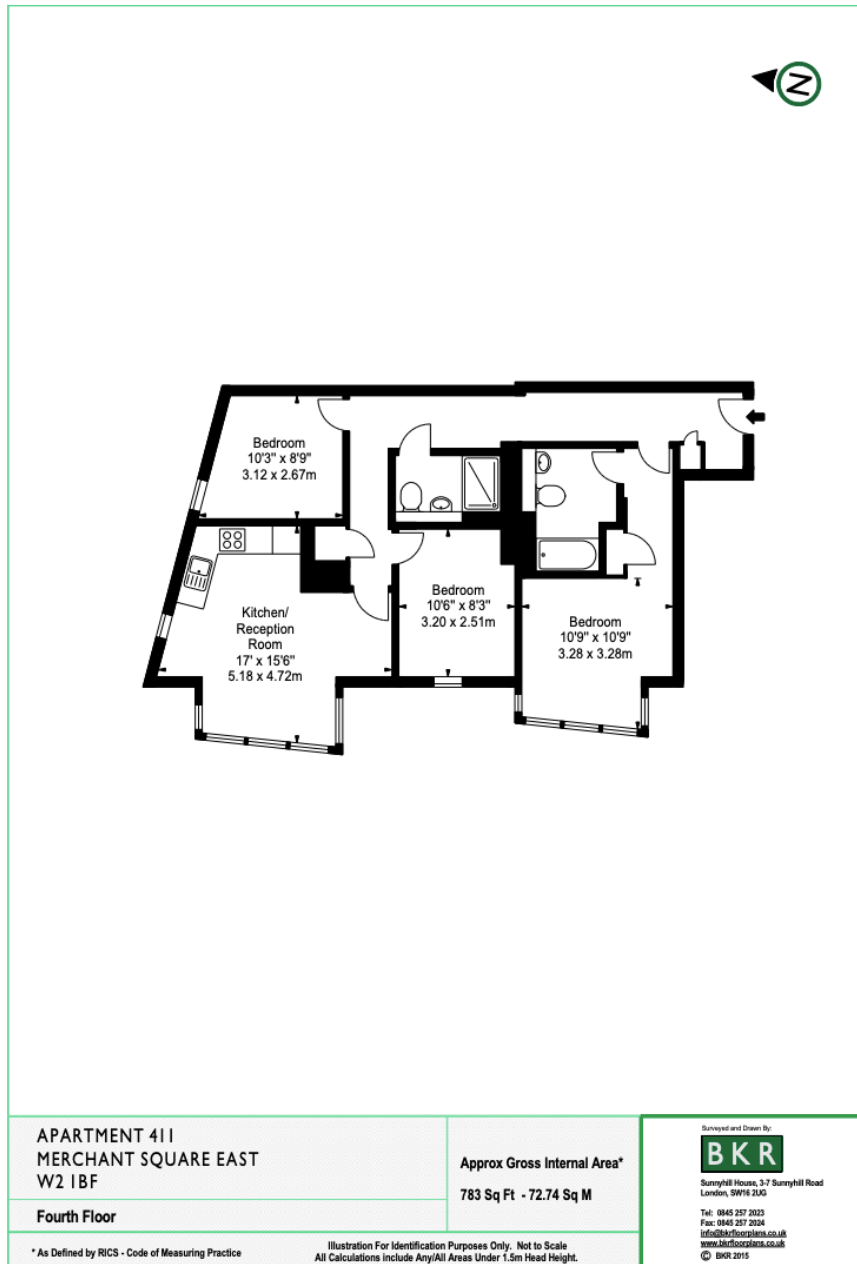 N
Bedroom
10'3" x 8'9"
3.12 x 2.67m
Kitchen/
Reception
Room
17' x 15'6"
5.18 x 4.72m
Bedroom
10'6" x 8'3"
3.20 x 2.51m
Bedroom
10'9" x 10'9"
3.28 x 3.28m
APARTMENT 411
MERCHANT SQUARE EAST
W2 1BF
Fourth Floor
Approx Gross Internal Area*
783 Sq Ft - 72.74 Sq M
* As Defined by RICS - Code of Measuring Practice
Illustration For Identification Purposes Only. Not to Scale
All Calculations include Any/All Areas Under 1.5m Head Height.
Surveyed and Drawn By:
BKR
Sunnyhill House, 3-7 Sunnyhill Road
London, SW16 2UG
Tel: 0845 257 2023
Fax: 0845 257 2024
info@bkrfloorplans.co.uk
www.bkrfloorplans.co.uk
© BKR 2015